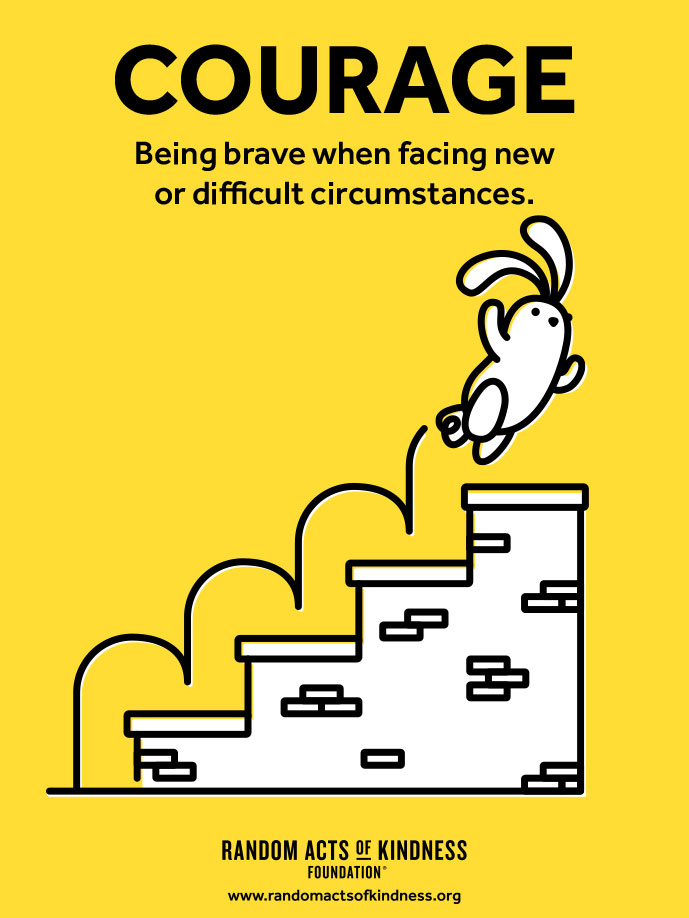 COURAGE
Being brave when facing new
or difficult circumstances.
RANDOM ACTS OF KINDNESS
FOUNDATION®
www.randomactsofkindness.org